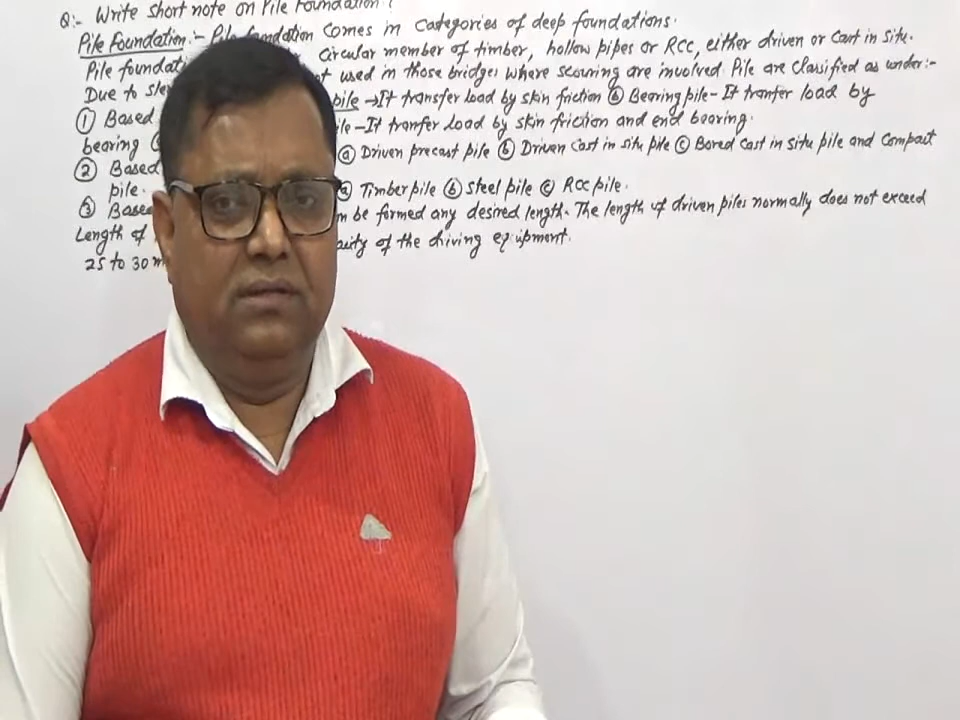 Q:- Write short note on Pile Foundation?
Pile Foundation:- Pile foundation comes in categories of deep foundations.
Pile foundati Circular member of timber, hollow pipes or RCC, either driven or cast in site.
Due to sle t used in those bridges where scouring are involved. Pile are classified as under:-
① Based pile → It transfer load by skin friction ⓑ Bearing pile - It tranfer load by
bearing ile - It tranfer load by skin friction and end bearing.
② Based ⓐ Driven precast pile ⓑ Driven cast in situ pile ⓒ Bored cast in situ pile and Compact
pile.
③ Based ⓐ Timber pile ⓑ Steel pile ⓒ RCC pile.
Length of n be formed any desired length. The length of driven piles normally does not exceed
25 to 30 m acity of the driving equipment.